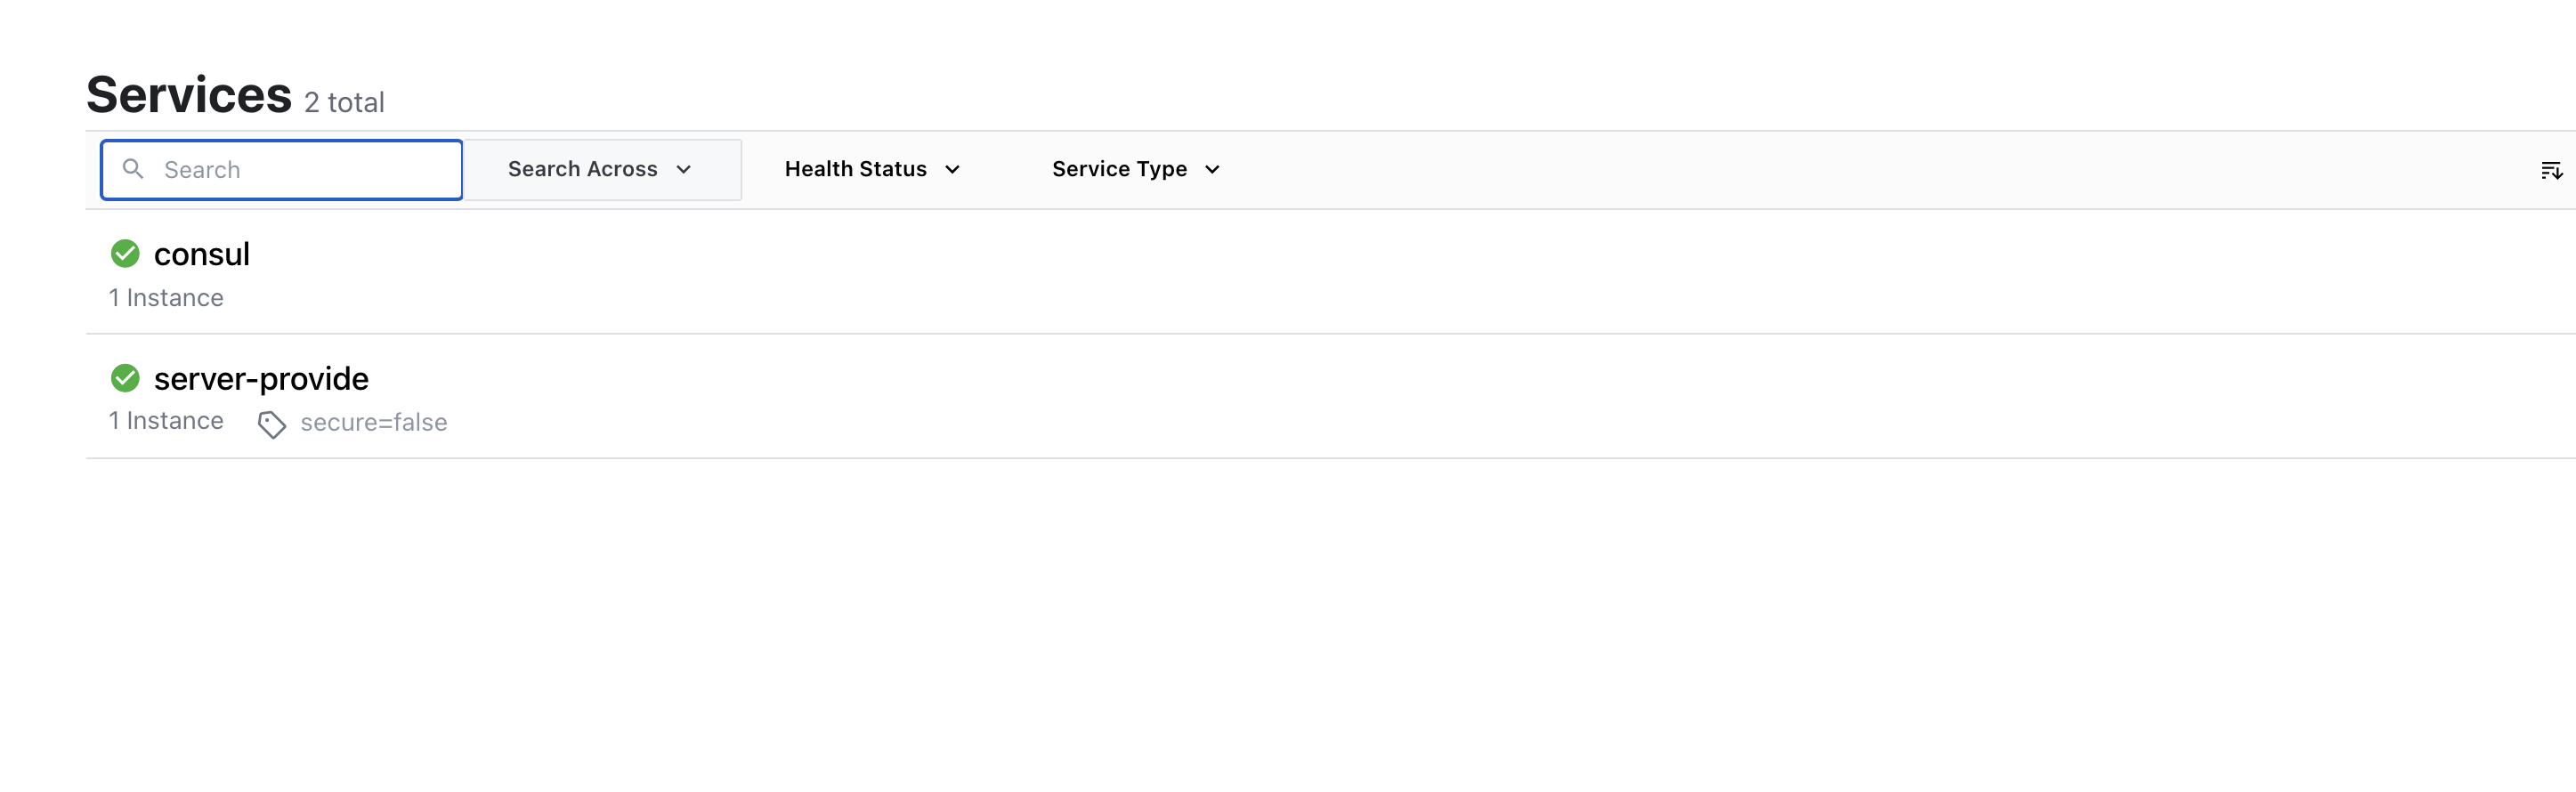 Services 2 total
Search Search Across Health Status Service Type
consul
1 Instance
server-provide
1 Instance secure=false